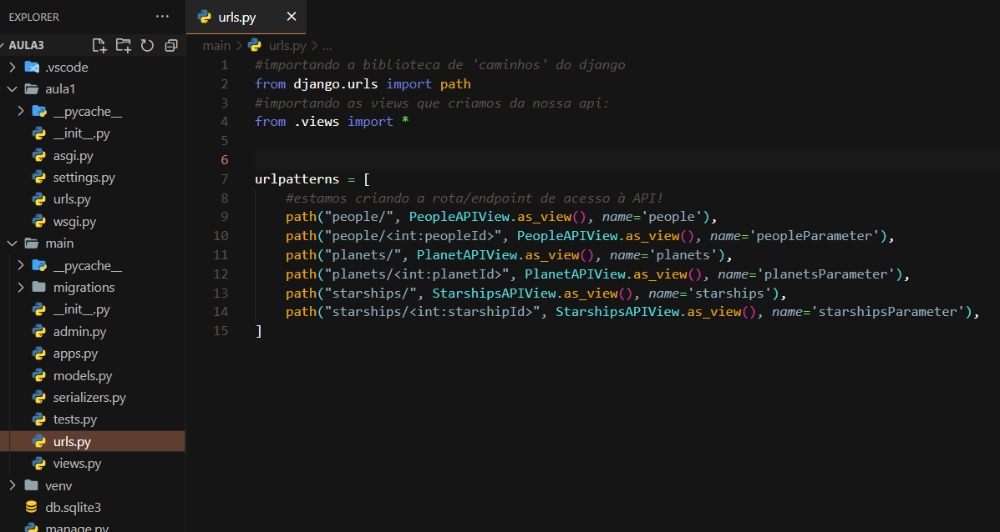 EXPLORER
...
AULA3
.vscode
aula1
__pycache__
__init__.py
asgi.py
settings.py
urls.py
wsgi.py
main
__pycache__
migrations
__init__.py
admin.py
apps.py
models.py
serializers.py
tests.py
urls.py
views.py
venv
db.sqlite3
manage.py
urls.py
main > urls.py > ...
1 #importando a biblioteca de 'caminhos' do django
2 from django.urls import path
3 #importando as views que criamos da nossa api:
4 from .views import *
5
6
7 urlpatterns = [
8 #estamos criando a rota/endpoint de acesso à API!
9 path("people/", PeopleAPIView.as_view(), name='people'),
10 path("people/<int:peopleId>", PeopleAPIView.as_view(), name='peopleParameter'),
11 path("planets/", PlanetAPIView.as_view(), name='planets'),
12 path("planets/<int:planetId>", PlanetAPIView.as_view(), name='planetsParameter'),
13 path("starships/", StarshipsAPIView.as_view(), name='starships'),
14 path("starships/<int:starshipId>", StarshipsAPIView.as_view(), name='starshipsParameter'),
15 ]